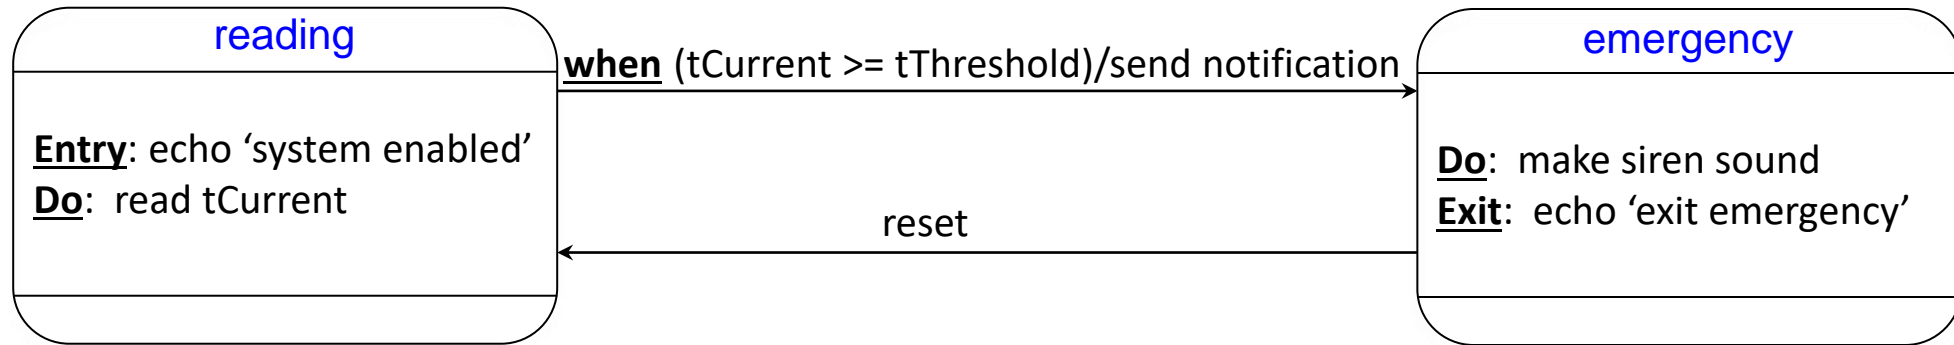 reading
Entry: echo ‘system enabled’
Do: read tCurrent
when (tCurrent >= tThreshold)/send notification
reset
emergency
Do: make siren sound
Exit: echo ‘exit emergency’